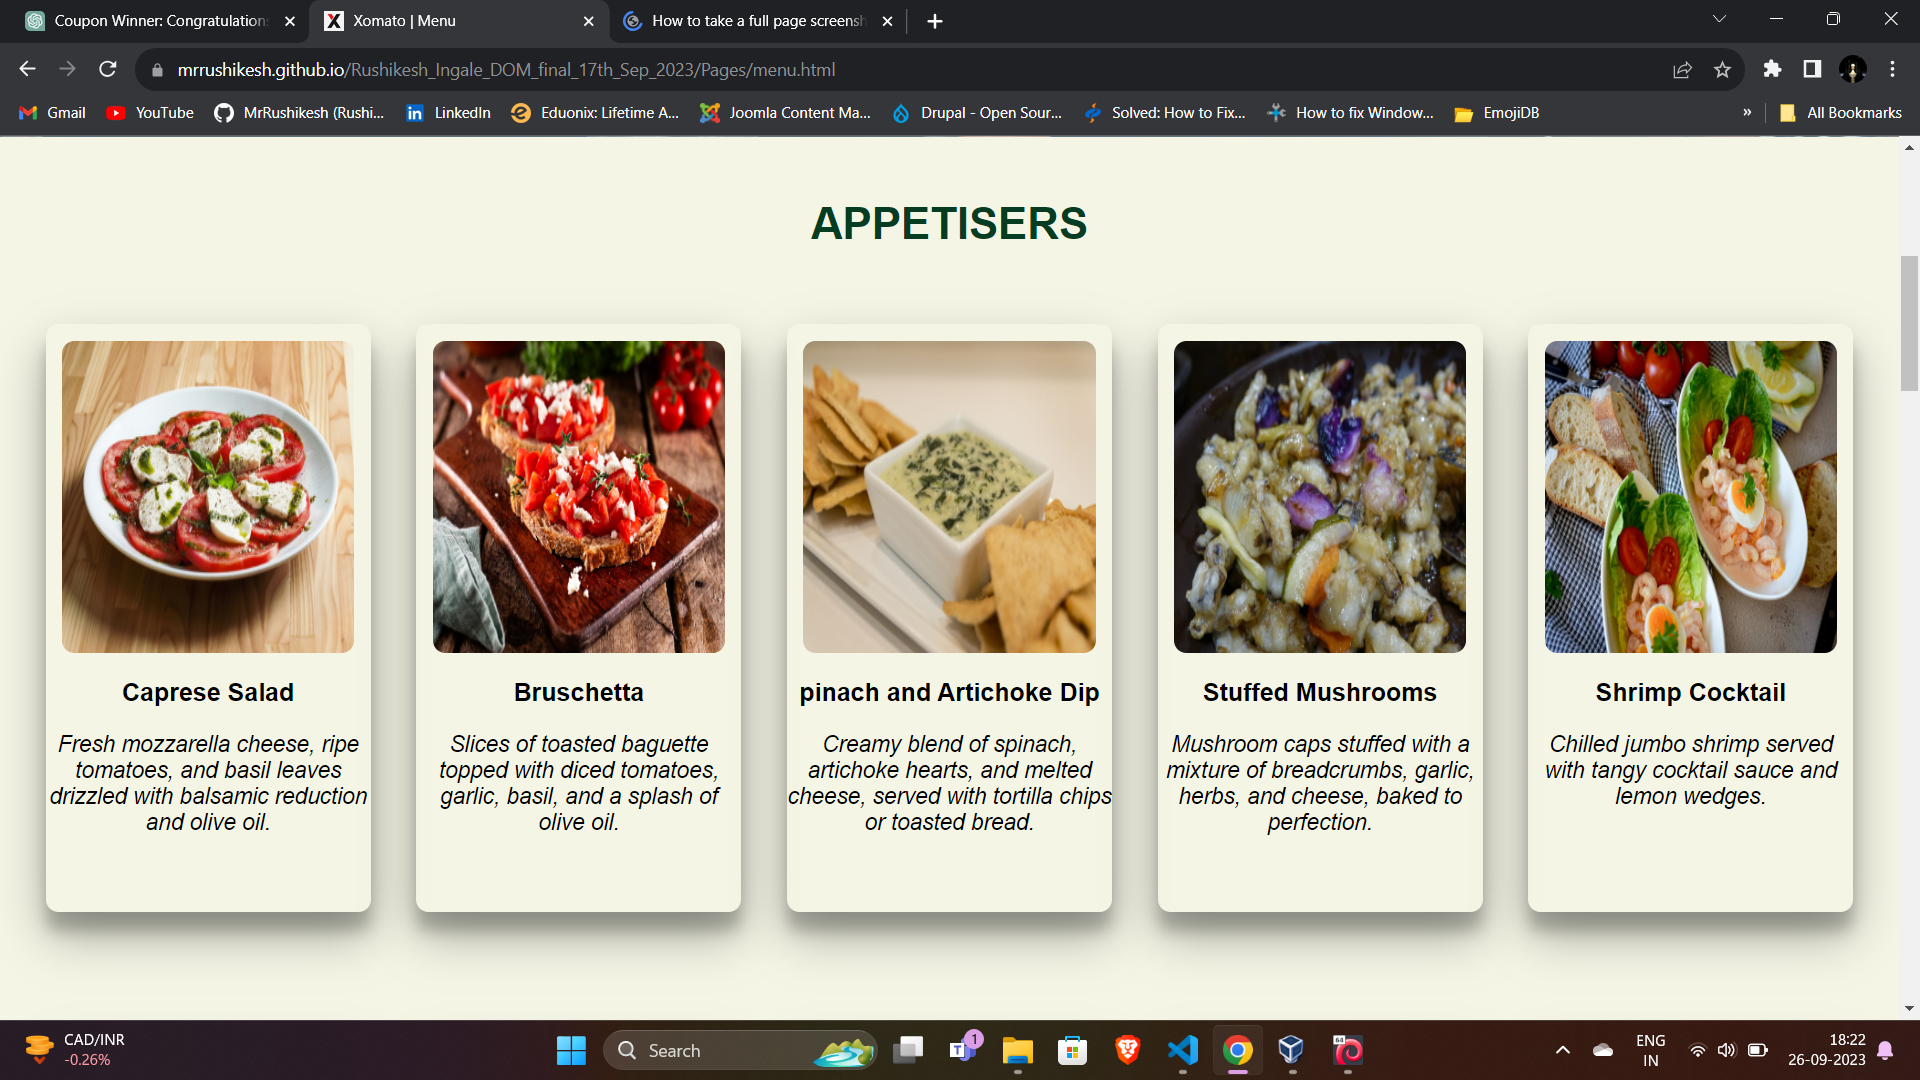 Coupon Winner: Congratulation
Xomato | Menu
How to take a full page screensh
mrrushikesh.github.io/Rushikesh_Ingale_DOM_final_17th_Sep_2023/Pages/menu.html
Gmail
YouTube
MrRushikesh (Rushi...
LinkedIn
Eduonix: Lifetime A...
Joomla Content Ma...
Drupal - Open Sour...
Solved: How to Fix...
How to fix Window...
EmojiDB
»
All Bookmarks
APPETISERS
Caprese Salad
Fresh mozzarella cheese, ripe
tomatoes, and basil leaves
drizzled with balsamic reduction
and olive oil.
Bruschetta
Slices of toasted baguette
topped with diced tomatoes,
garlic, basil, and a splash of
olive oil.
pinach and Artichoke Dip
Creamy blend of spinach,
artichoke hearts, and melted
cheese, served with tortilla chips
or toasted bread.
Stuffed Mushrooms
Mushroom caps stuffed with a
mixture of breadcrumbs, garlic,
herbs, and cheese, baked to
perfection.
Shrimp Cocktail
Chilled jumbo shrimp served
with tangy cocktail sauce and
lemon wedges.
CAD/INR
-0.26%
Search
1
64
ENG
IN
18:22
26-09-2023